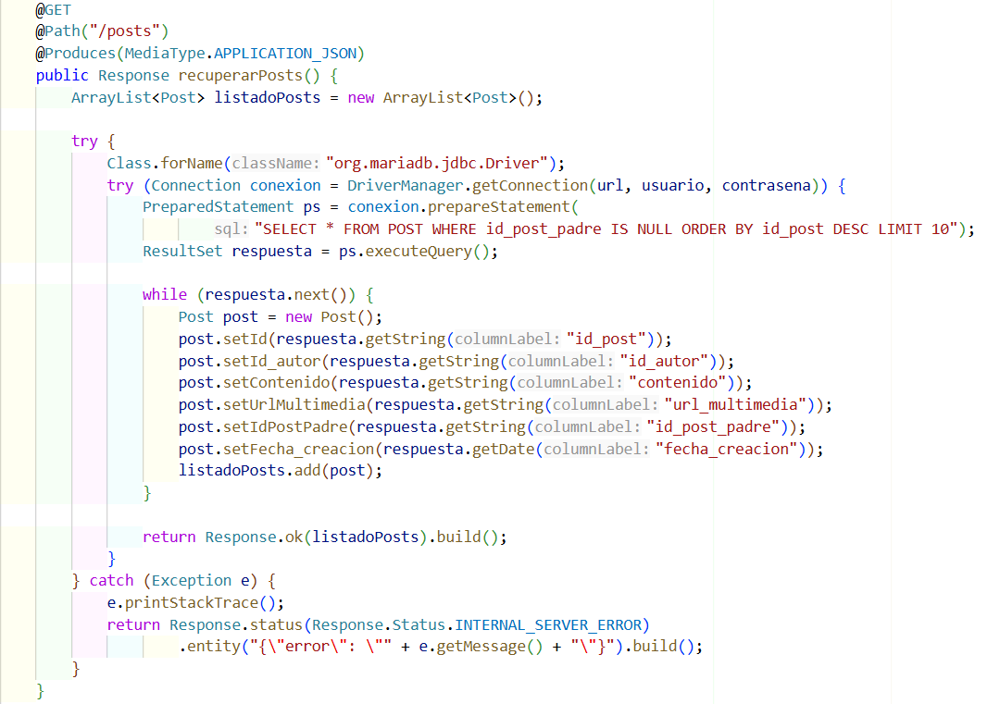 @GET
@Path("/posts")
@Produces(MediaType.APPLICATION_JSON)
public Response recuperarPosts() {
ArrayList<Post> listadoPosts = new ArrayList<Post>();
try {
Class.forName(className: "org.mariadb.jdbc.Driver");
try (Connection conexion = DriverManager.getConnection(url, usuario, contrasena)) {
PreparedStatement ps = conexion.prepareStatement(
sql: "SELECT * FROM POST WHERE id_post_padre IS NULL ORDER BY id_post DESC LIMIT 10");
ResultSet respuesta = ps.executeQuery();
while (respuesta.next()) {
Post post = new Post();
post.setId(respuesta.getString(columnLabel: "id_post"));
post.setId_autor(respuesta.getString(columnLabel: "id_autor"));
post.setContenido(respuesta.getString(columnLabel: "contenido"));
post.setUrlMultimedia(respuesta.getString(columnLabel: "url_multimedia"));
post.setIdPostPadre(respuesta.getString(columnLabel: "id_post_padre"));
post.setFecha_creacion(respuesta.getDate(columnLabel: "fecha_creacion"));
listadoPosts.add(post);
}
return Response.ok(listadoPosts).build();
}
} catch (Exception e) {
e.printStackTrace();
return Response.status(Response.Status.INTERNAL_SERVER_ERROR)
.entity("{\"error\": \"" + e.getMessage() + "\"}").build();
}
}